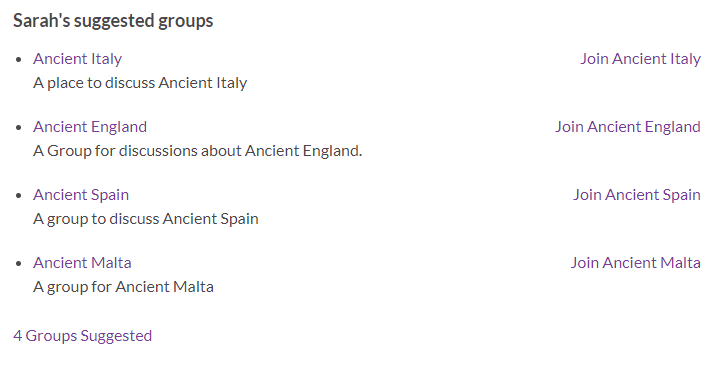 Sarah's suggested groups
Ancient Italy
Join Ancient Italy
A place to discuss Ancient Italy
Ancient England
Join Ancient England
A Group for discussions about Ancient England.
Ancient Spain
Join Ancient Spain
A group to discuss Ancient Spain
Ancient Malta
Join Ancient Malta
A group for Ancient Malta
4 Groups Suggested